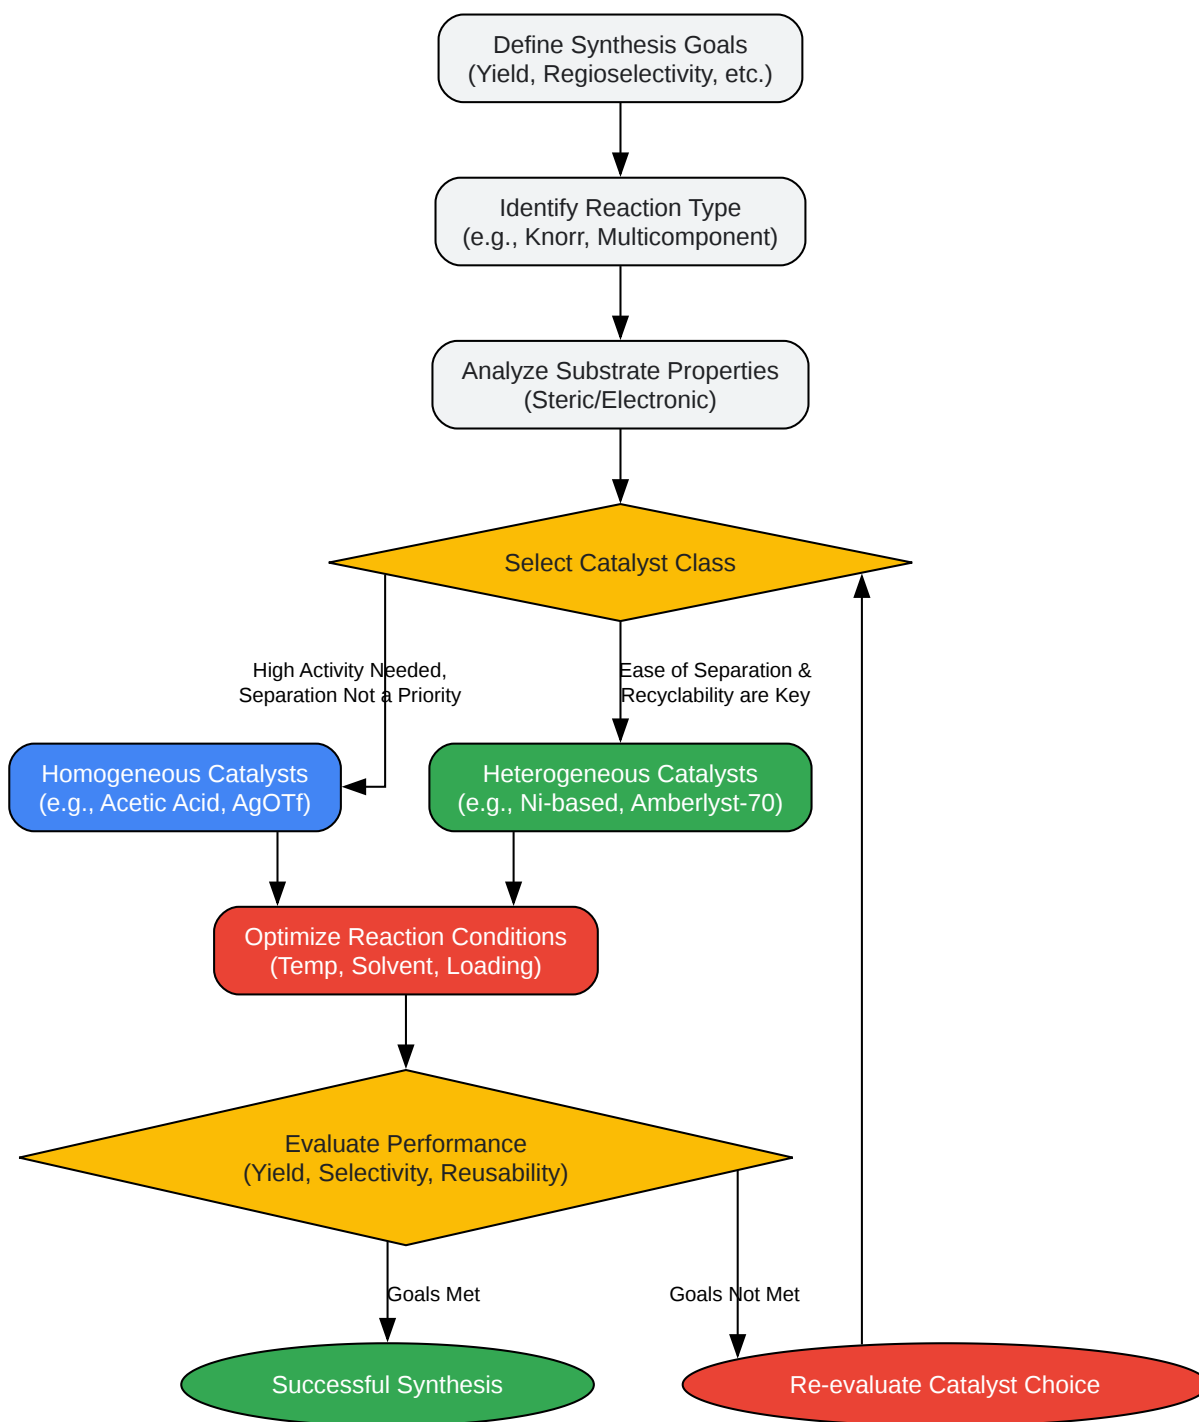 Define Synthesis Goals
(Yield, Regioselectivity, etc.)
Identify Reaction Type
(e.g., Knorr, Multicomponent)
Analyze Substrate Properties
(Steric/Electronic)
Select Catalyst Class
High Activity Needed,
Separation Not a Priority
Ease of Separation &
Recyclability are Key
Homogeneous Catalysts
(e.g., Acetic Acid, AgOTf)
Heterogeneous Catalysts
(e.g., Ni-based, Amberlyst-70)
Optimize Reaction Conditions
(Temp, Solvent, Loading)
Evaluate Performance
(Yield, Selectivity, Reusability)
Goals Met
Goals Not Met
Successful Synthesis
Re-evaluate Catalyst Choice